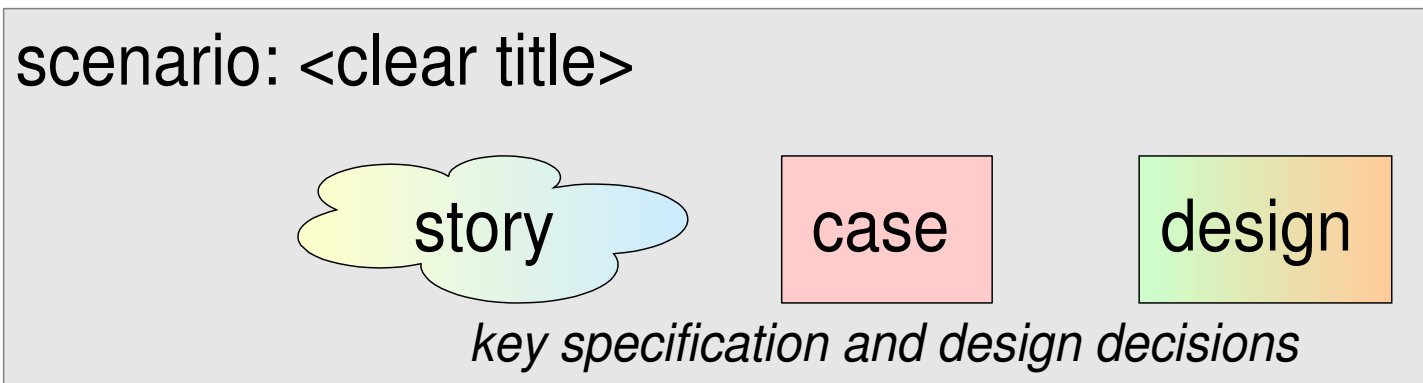 scenario: <clear title>
story case design
key specification and design decisions